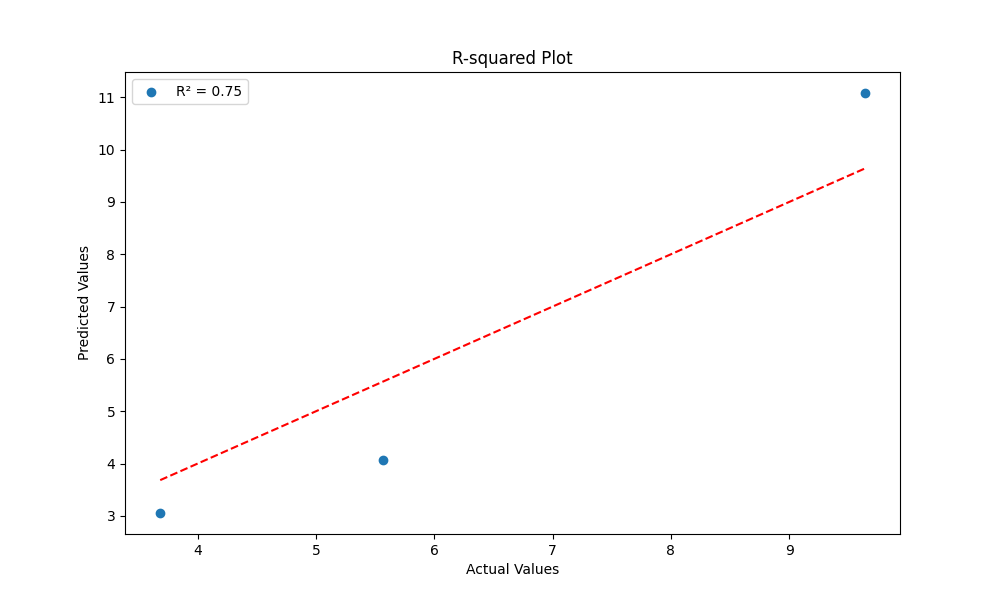 R-squared Plot
R² = 0.75
11
10
9
8
7
6
5
4
3
Predicted Values
4 5 6 7 8 9
Actual Values